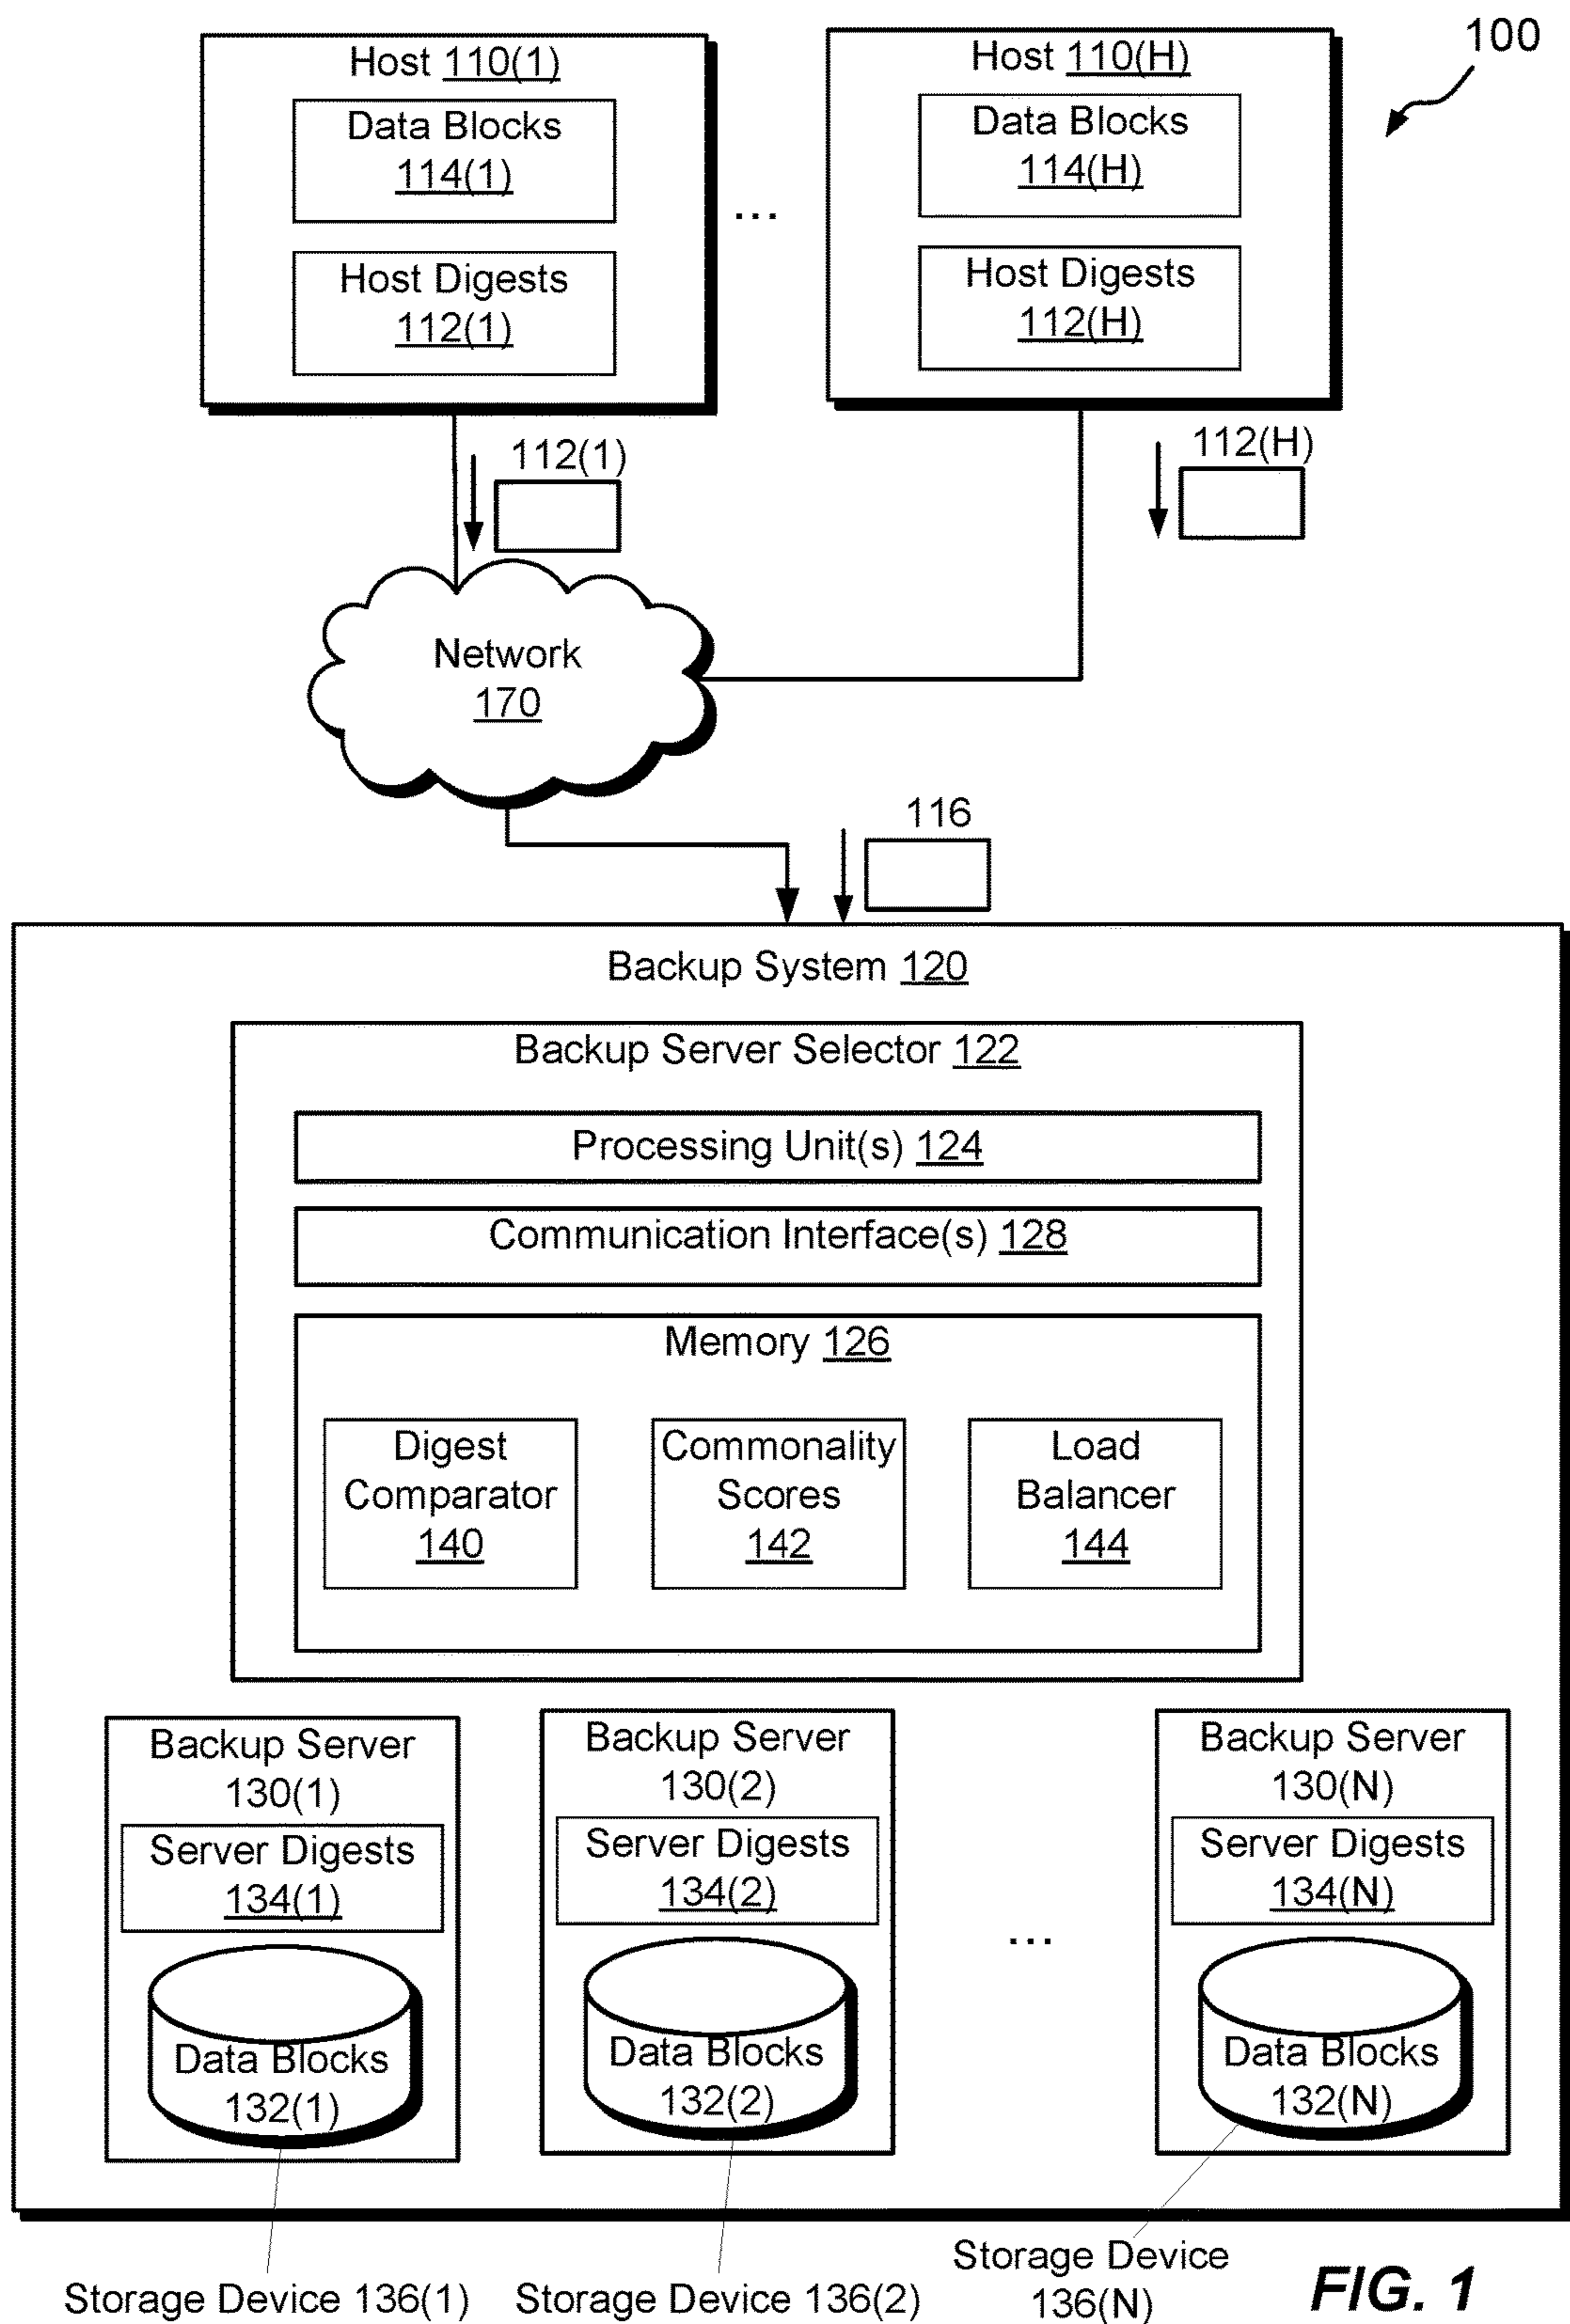 100
Host 110(1)
Data Blocks
114(1)
Host Digests
112(1)
...
Host 110(H)
Data Blocks
114(H)
Host Digests
112(H)
112(1)
112(H)
Network
170
116
Backup System 120
Backup Server Selector 122
Processing Unit(s) 124
Communication Interface(s) 128
Memory 126
Digest
Comparator
140
Commonality
Scores
142
Load
Balancer
144
Backup Server
130(1)
Server Digests
134(1)
Data Blocks
132(1)
Backup Server
130(2)
Server Digests
134(2)
Data Blocks
132(2)
...
Backup Server
130(N)
Server Digests
134(N)
Data Blocks
132(N)
Storage Device 136(1)
Storage Device 136(2)
Storage Device
136(N)
FIG. 1